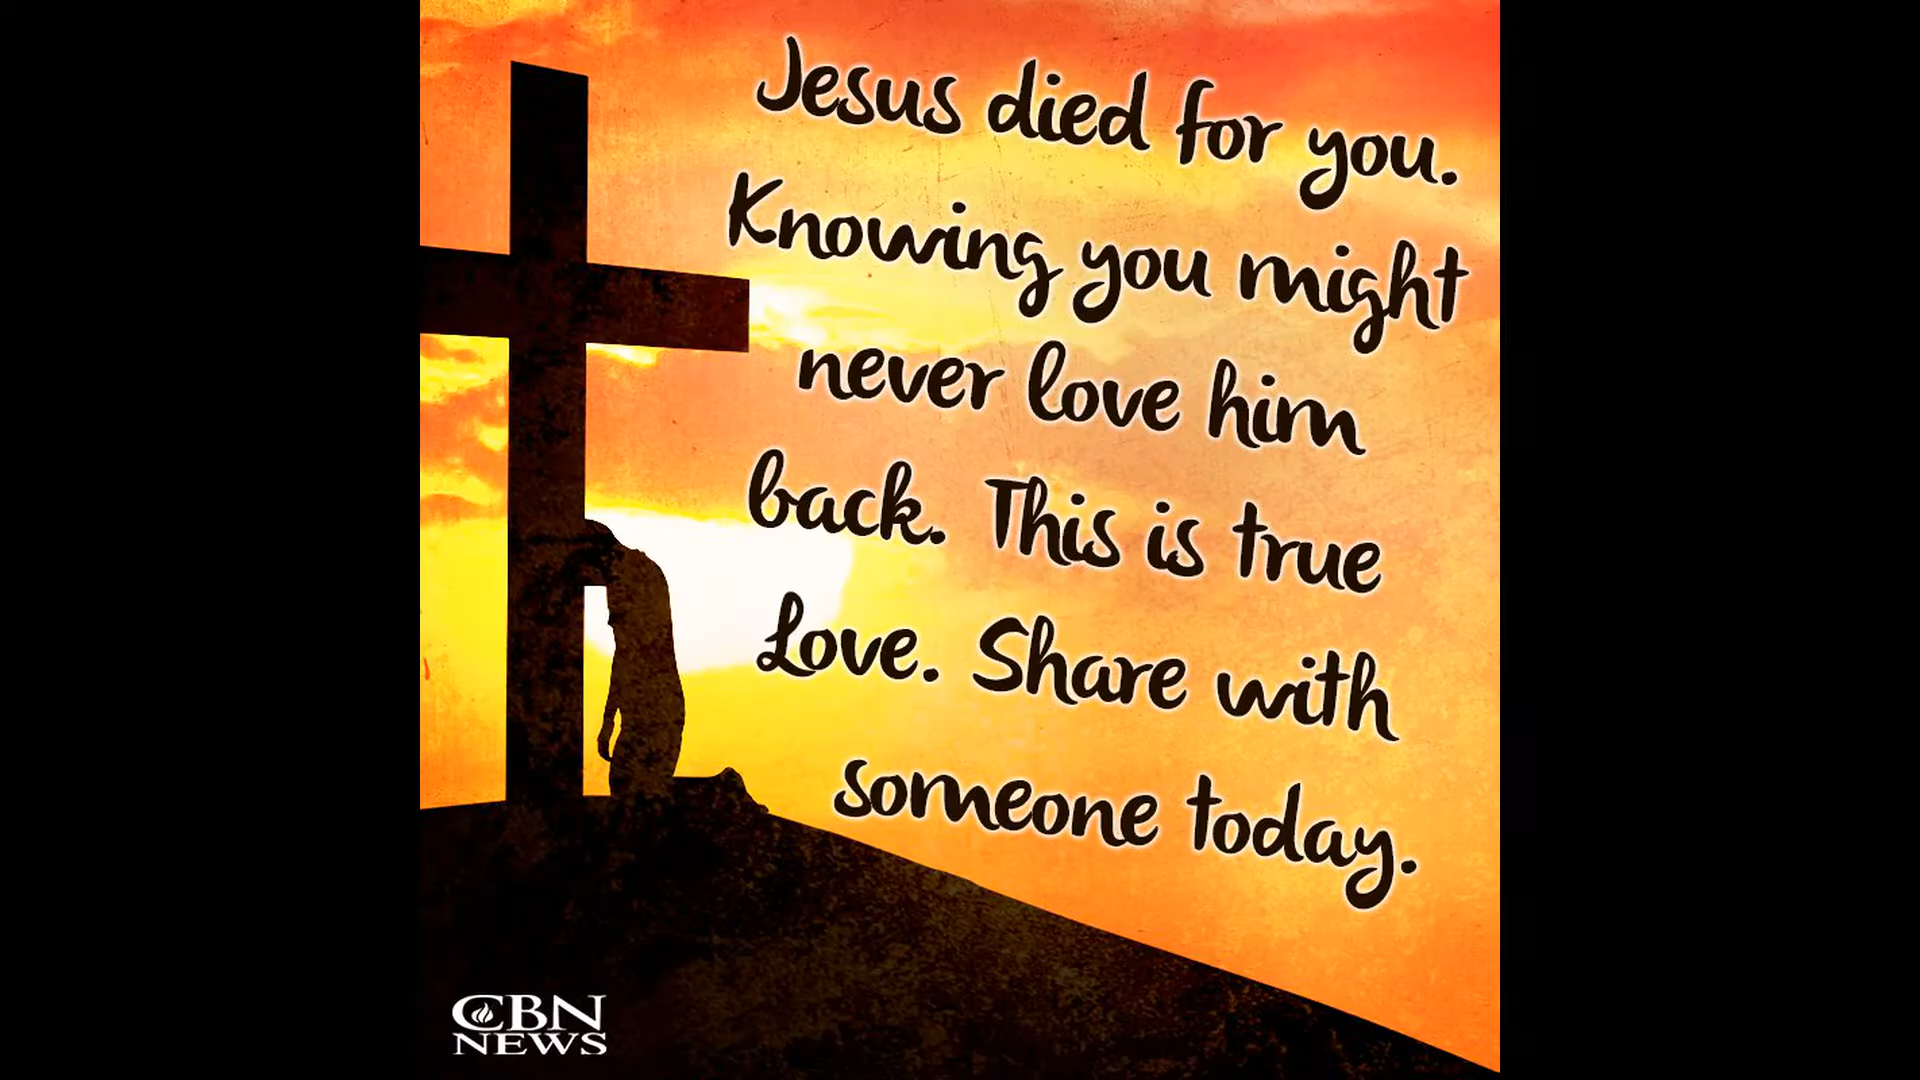 Jesus died for you.
Knowing you might
never love him
back. This is true
Love. Share with
someone today.
CBN
NEWS